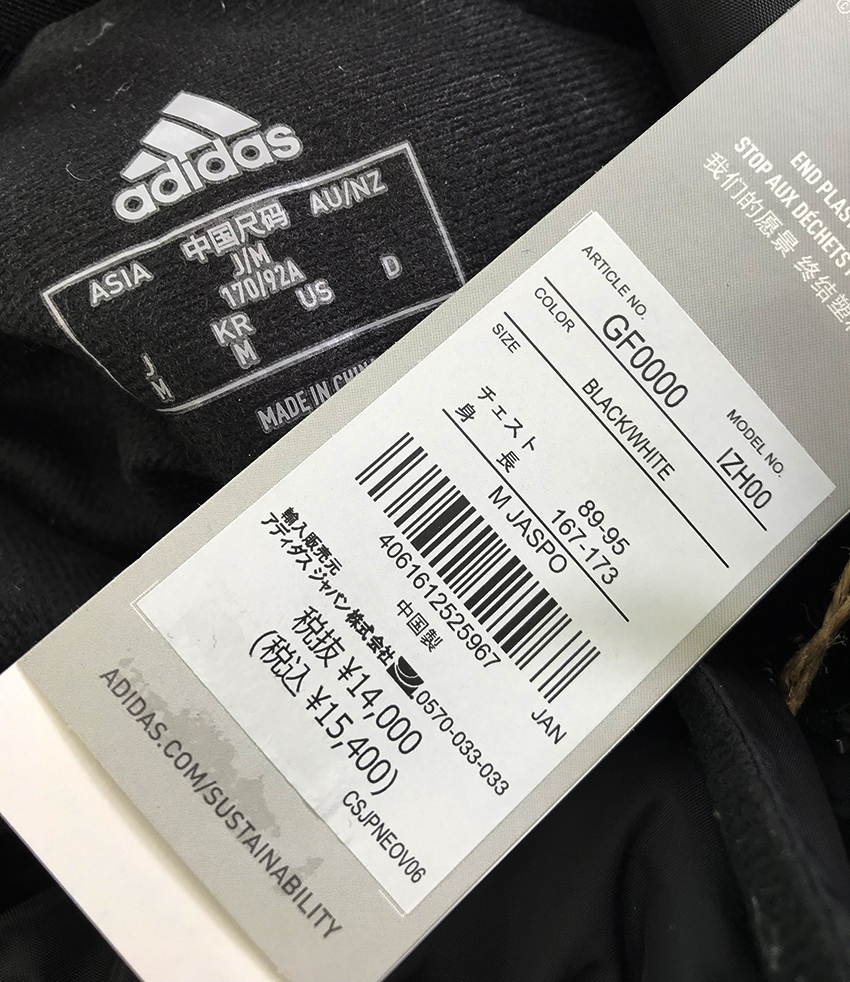 adidas
ASIA 中国尺码 AU/NZ
J/M
170/92A
KR US D
M
J/M
MADE IN
END
STOP AUX DÉCHETS
我们的愿景 终结塑
ARTICLE NO. MODEL NO.
GF0000 IZH00
COLOR BLACK/WHITE
SIZE
チェスト 89-95
身 長 167-173
M JASPO
4061612525967 JAN
中国製
輸入販売元
アディダス ジャパン株式会社 0570-033-033
税抜 ¥14,000
(税込 ¥15,400)
CSJPNEOV06
ADIDAS.COM/SUSTAINABILITY